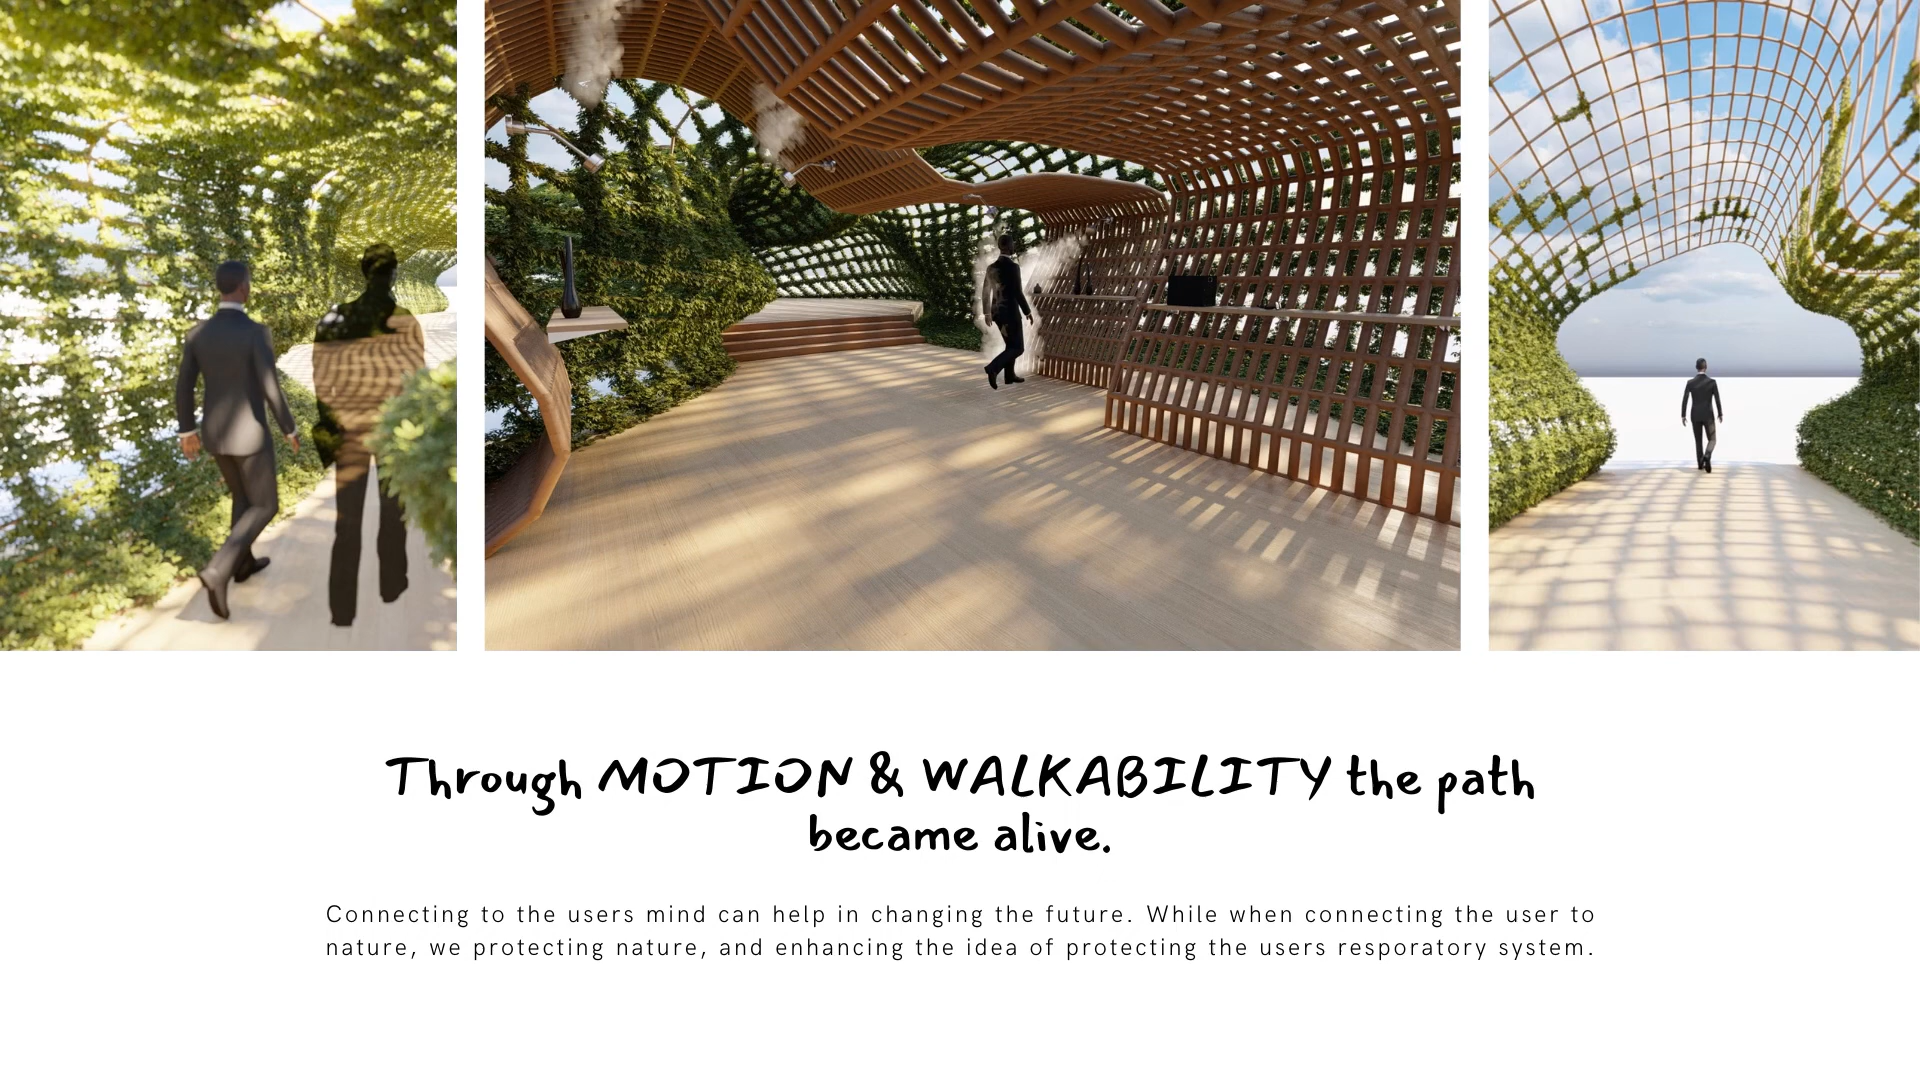 Through MOTION & WALKABILITY the path
became alive.
Connecting to the users mind can help in changing the future. While when connecting the user to
nature, we protecting nature, and enhancing the idea of protecting the users resporatory system.